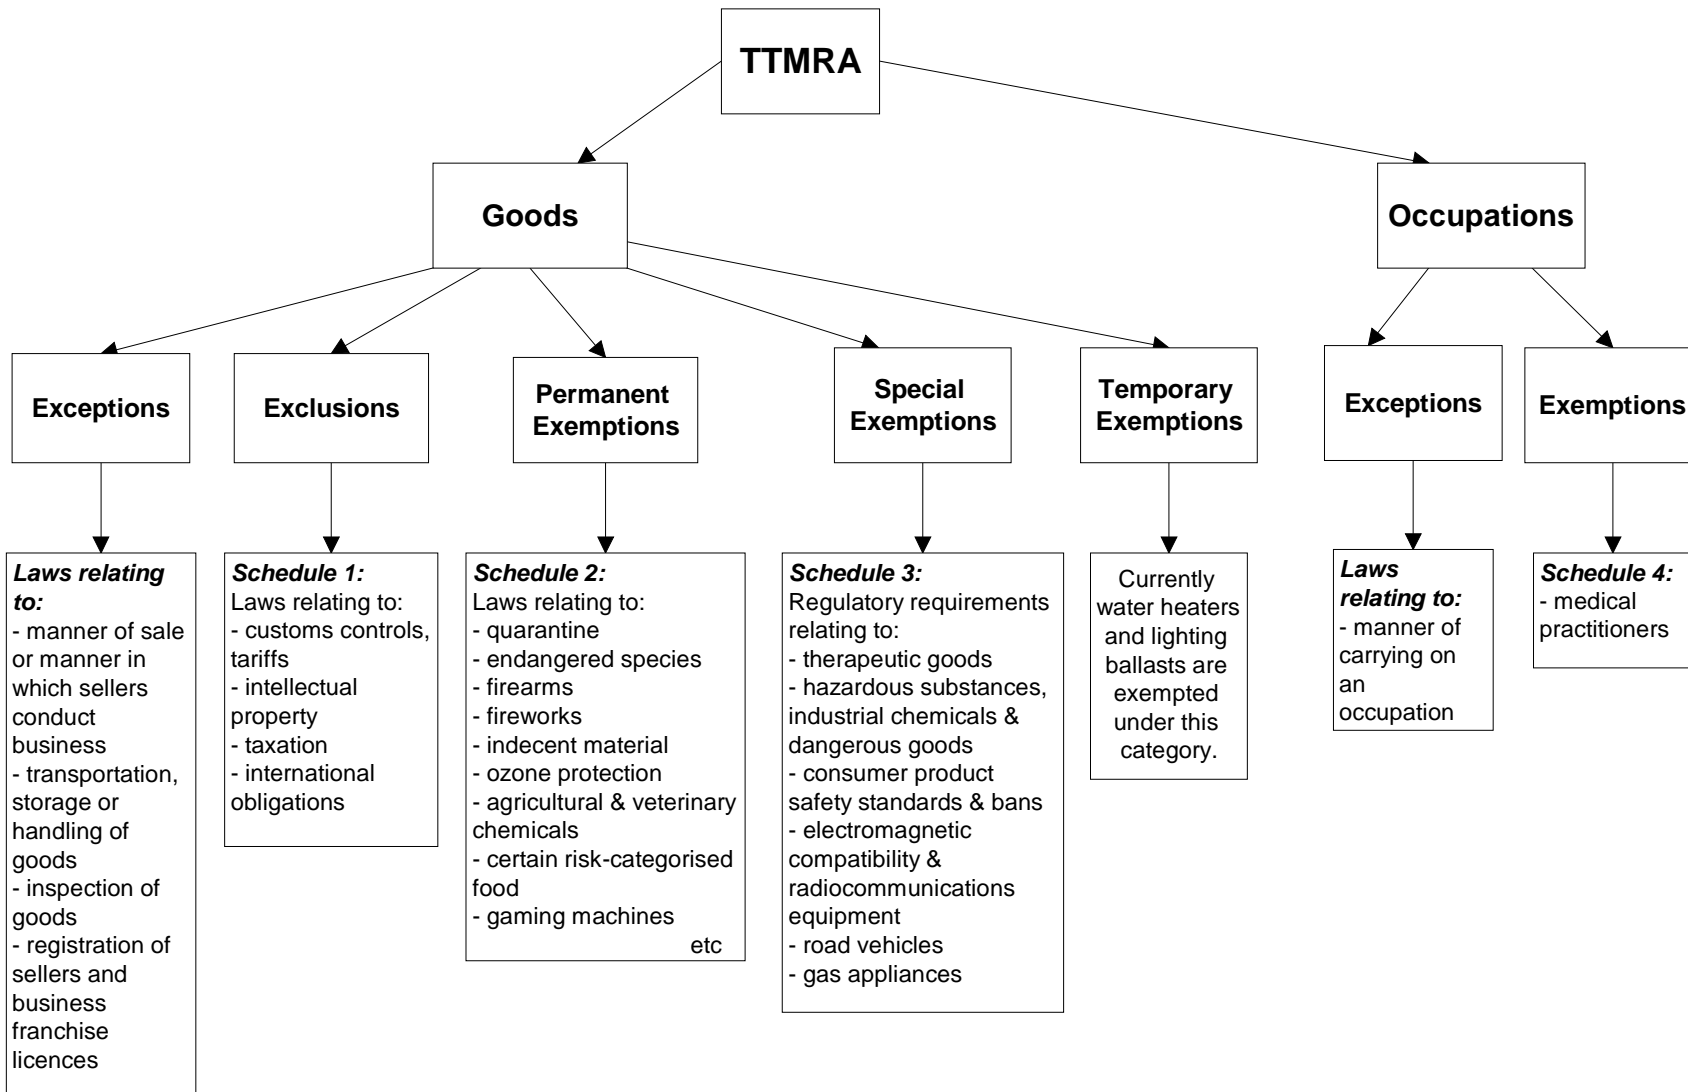 TTMRA
Goods
Occupations
Exceptions
Exclusions
Permanent
Exemptions
Special
Exemptions
Temporary
Exemptions
Exceptions
Exemptions
Laws relating
to:
- manner of sale
or manner in
which sellers
conduct
business
- transportation,
storage or
handling of
goods
- inspection of
goods
- registration of
sellers and
business
franchise
licences
Schedule 1:
Laws relating to:
- customs controls,
tariffs
- intellectual
property
- taxation
- international
obligations
Schedule 2:
Laws relating to:
- quarantine
- endangered species
- firearms
- fireworks
- indecent material
- ozone protection
- agricultural & veterinary
chemicals
- certain risk-categorised
food
- gaming machines
etc
Schedule 3:
Regulatory requirements
relating to:
- therapeutic goods
- hazardous substances,
industrial chemicals &
dangerous goods
- consumer product
safety standards & bans
- electromagnetic
compatibility &
radiocommunications
equipment
- road vehicles
- gas appliances
Currently
water heaters
and lighting
ballasts are
exempted
under this
category.
Laws
relating to:
- manner of
carrying on
an
occupation
Schedule 4:
- medical
practitioners